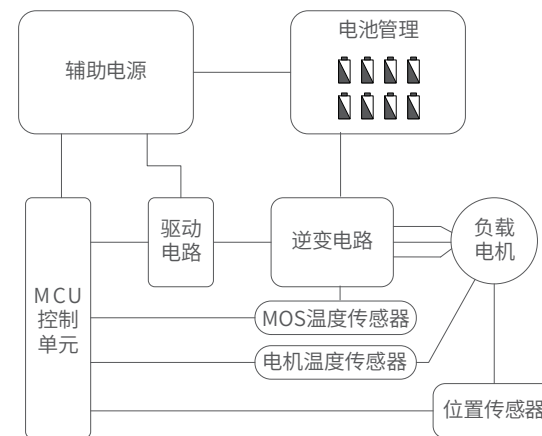 辅助电源
电池管理
驱动
电路
逆变电路
负载
电机
MCU
控制
单元
MOS温度传感器
电机温度传感器
位置传感器